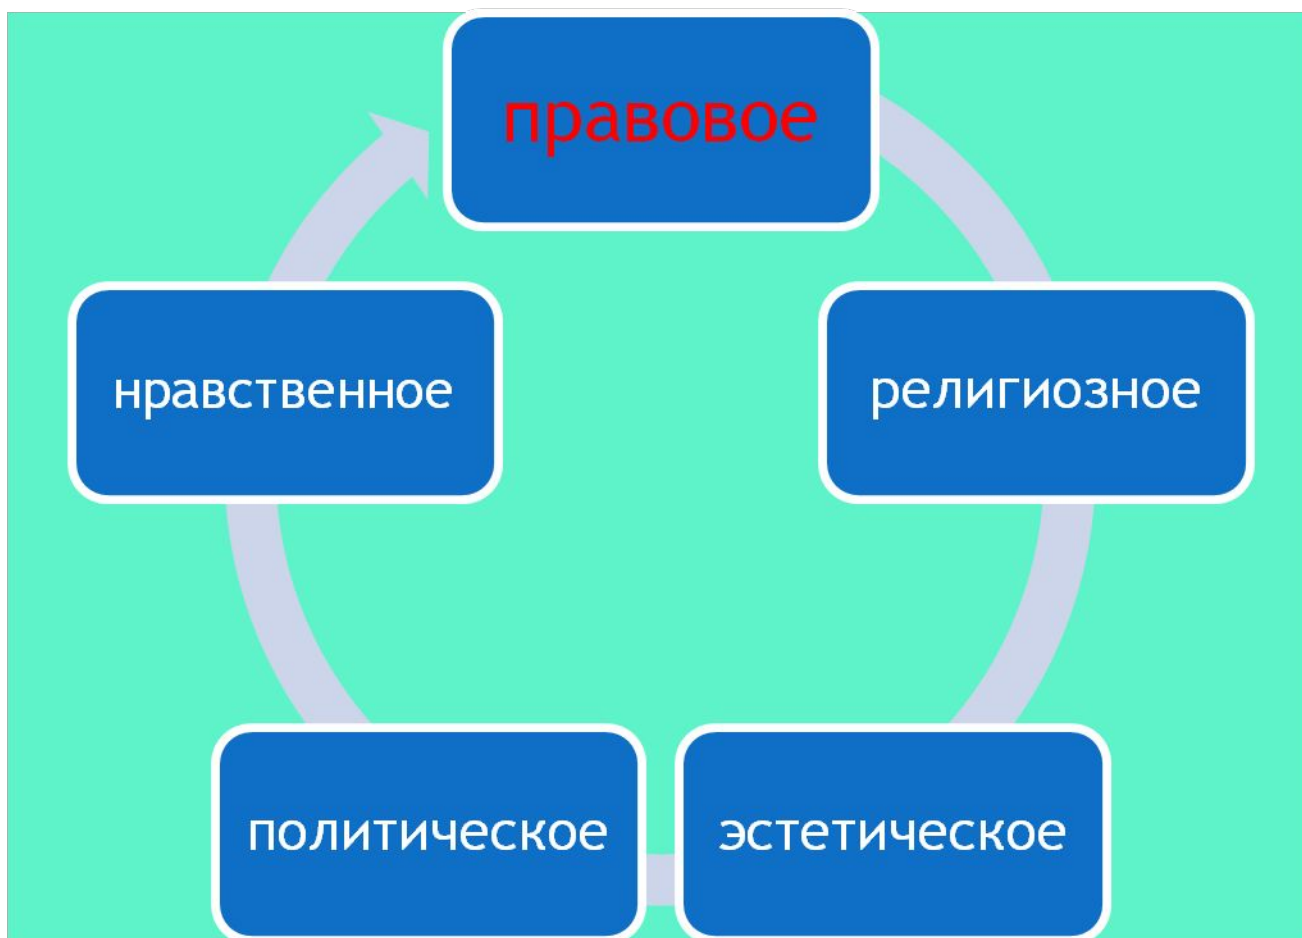 правовое
нравственное
религиозное
политическое
эстетическое